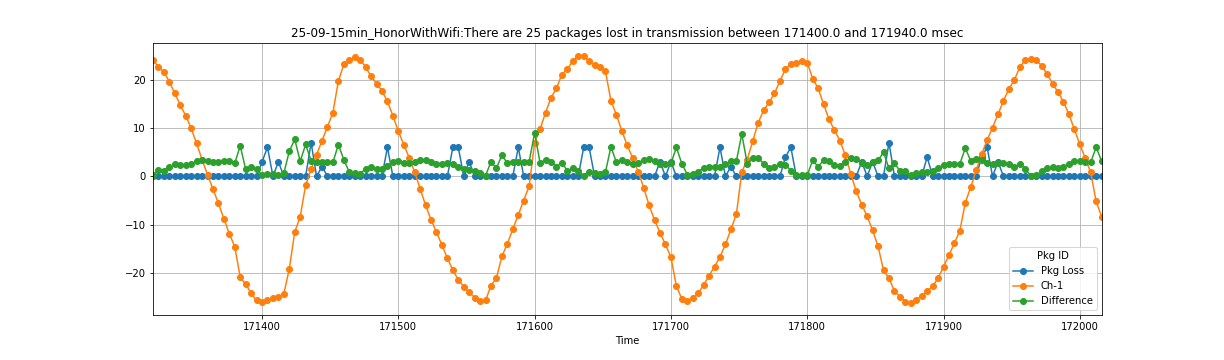 25-09-15min_HonorWithWifi:There are 25 packages lost in transmission between 171400.0 and 171940.0 msec
20
10
0
−10
−20
171400 171500 171600 171700 171800 171900 172000
Time
Pkg ID
Pkg Loss
Ch-1
Difference